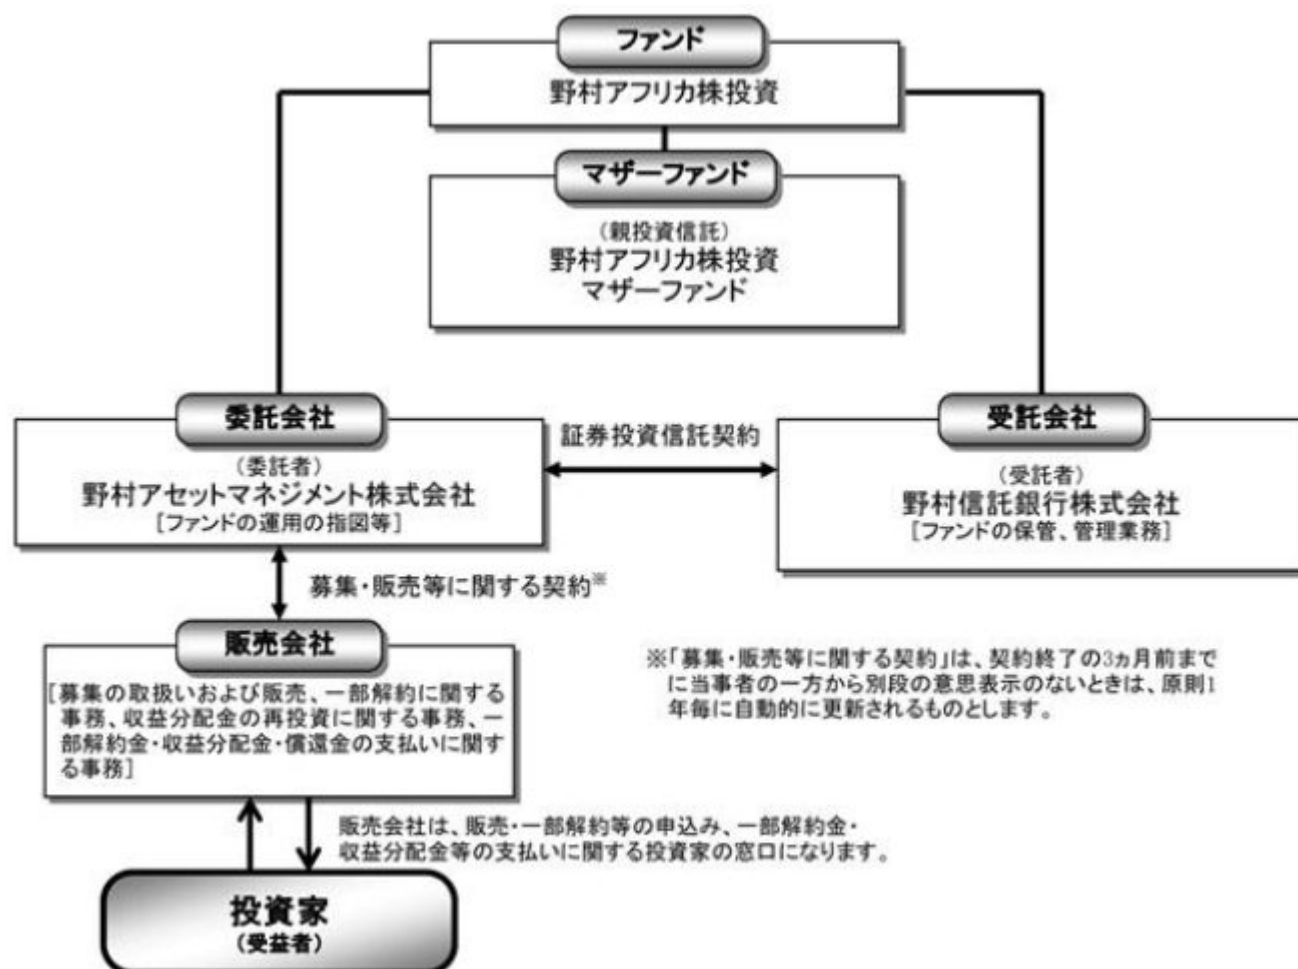 ファンド
野村アフリカ株投資
マザーファンド
(親投資信託)
野村アフリカ株投資
マザーファンド
委託会社
(委託者)
野村アセットマネジメント株式会社
[ファンドの運用の指図等]
証券投資信託契約
受託会社
(受託者)
野村信託銀行株式会社
[ファンドの保管、管理業務]
募集・販売等に関する契約※
販売会社
[募集の取扱いおよび販売、一部解約に関する
事務、収益分配金の再投資に関する事務、一
部解約金・収益分配金・償還金の支払いに関す
る事務]
※「募集・販売等に関する契約」は、契約終了の3ヵ月前まで
に当事者の一方から別段の意思表示のないときは、原則1
年毎に自動的に更新されるものとします。
販売会社は、販売・一部解約等の申込み、一部解約金・
収益分配金等の支払いに関する投資家の窓口になります。
投資家
(受益者)